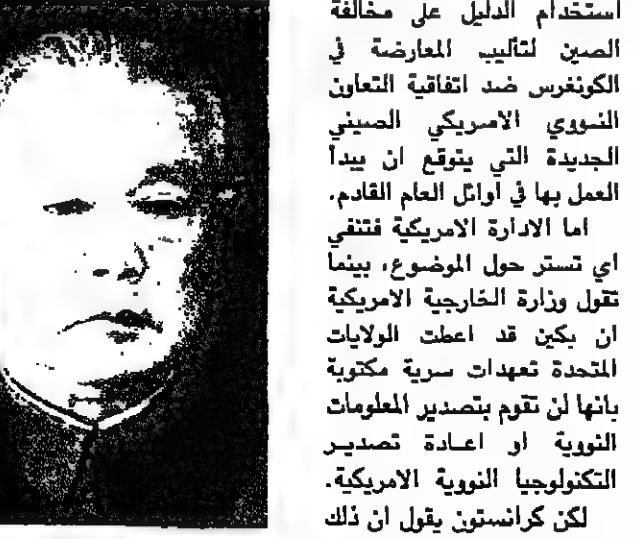 استخدام الدليل على مخالفة
الصين لتأليب المعارضة في
الكونغرس ضد اتفاقية التعاون
النووي الامريكي الصيني
الجديدة التي يتوقع ان يبدأ
العمل بها في اوائل العام القادم.
اما الادارة الامريكية فتنفي
اي تستر حول الموضوع، بينما
تقول وزارة الخارجية الامريكية
ان بكين قد اعطت الولايات
المتحدة تعهدات سرية مكتوبة
بانها لن تقوم بتصدير المعلومات
النووية او اعادة تصدير
التكنولوجيا النووية الامريكية.
لكن كرانستون يقول ان ذلك